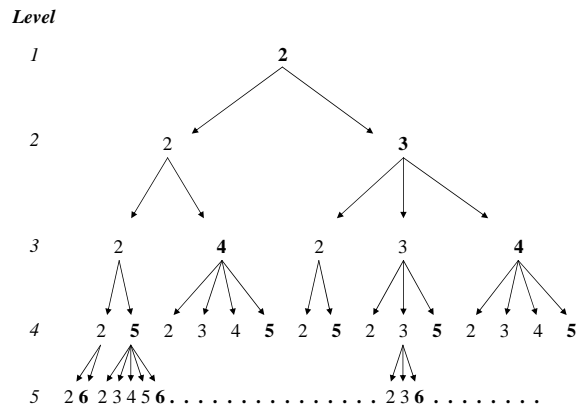 Level
1 2
2 2 3
3 2 4 2 3 4
4 2 5 2 3 4 5 2 5 2 3 5 2 3 4 5
5 2 6 2 3 4 5 6 . . . . . . . . . . . . . . . 2 3 6 . . . . . . . .